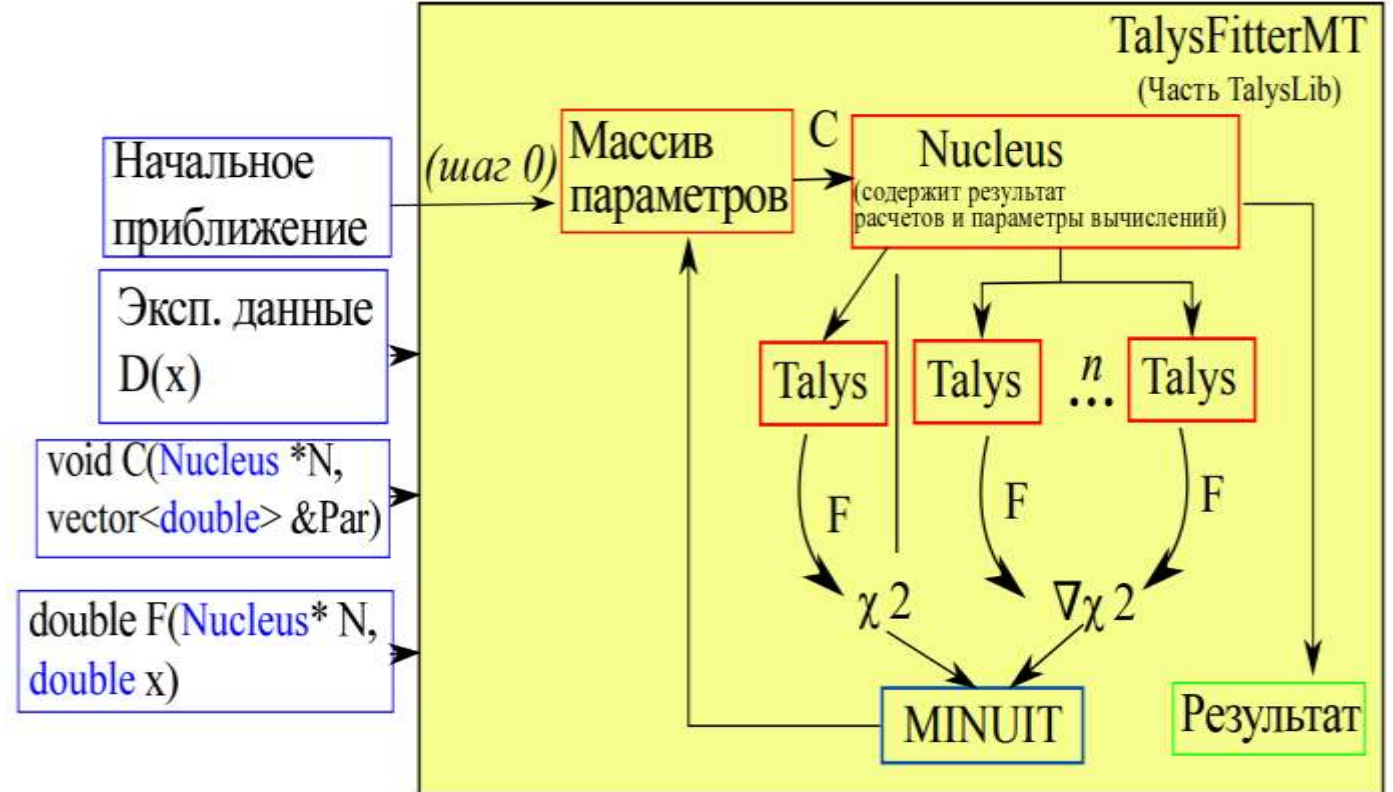 TalysFitterMT
(Часть TalysLib)
Начальное
приближение
(шаг 0)
Массив
параметров
C
Nucleus
(содержит результат
расчетов и параметры вычислений)
Эксп. данные
D(x)
void C(Nucleus *N,
vector<double> &Par)
double F(Nucleus* N,
double x)
Talys
Talys
n
...
Talys
F
F
F
χ 2
∇χ 2
MINUIT
Результат